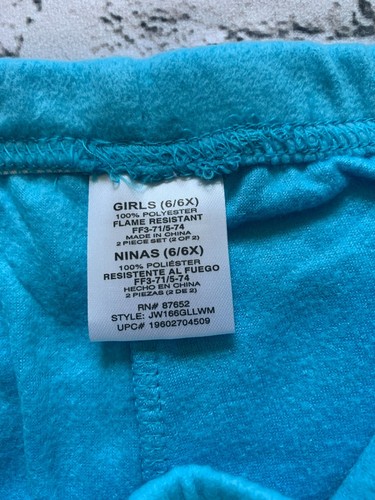 GIRLS (6/6X)
100% POLYESTER
FLAME RESISTANT
FF3-71/5-74
MADE IN CHINA
2 PIECE SET (2 OF 2)
NINAS (6/6X)
100% POLIÉSTER
RESISTENTE AL FUEGO
FF3-71/5-74
HECHO EN CHINA
2 PIEZAS (2 DE 2)
RN# 87652
STYLE: JW166GLLWM
UPC# 19602704509